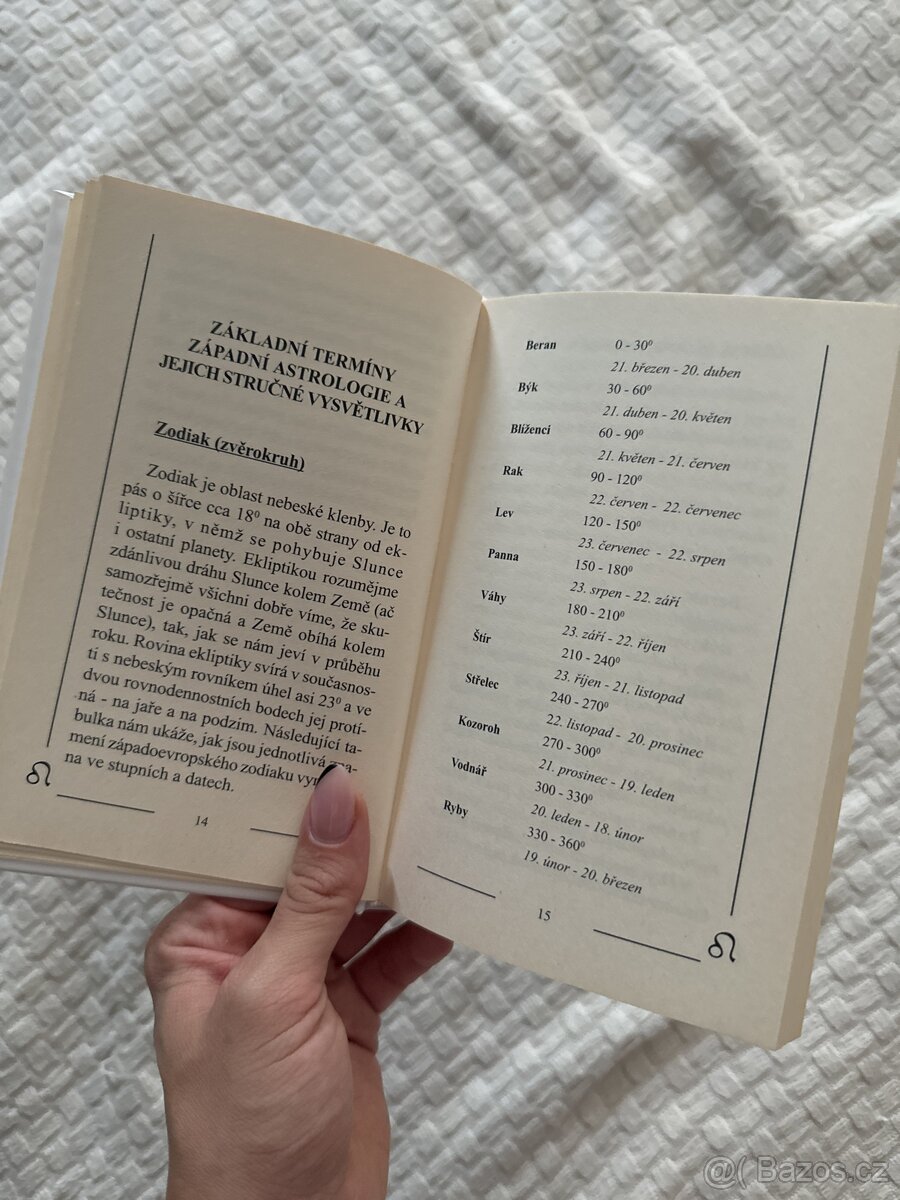 ZÁKLADNÍ TERMÍNY
ZÁPADNÍ ASTROLOGIE A
JEJICH STRUČNÉ VYSVĚTLIVKY
Zodiak (zvěrokruh)
Zodiak je oblast nebeské klenby. Je to
pás o šířce cca 18⁰ na obě strany od ek-
liptiky, v němž se pohybuje Slunce
i ostatní planety. Ekliptikou rozumějme
zdánlivou dráhu Slunce kolem Země (ač
samozřejmě všichni dobře víme, že sku-
tečnost je opačná a Země obíhá kolem
Slunce), tak, jak se nám jeví v průběhu
roku. Rovina ekliptiky svírá v současnos-
tí s nebeským rovníkem úhel asi 23⁰ a ve
dvou rovnodennostních bodech jej protí-
ná - na jaře a na podzim. Následující ta-
bulka nám ukáže, jak jsou jednotlivá
mení západoevropského zodiaku
na ve stupních a datech.
14
Beran 0 - 30⁰
21. březen - 20. duben
Býk 30 - 60⁰
21. duben - 20. květen
Blíženci 60 - 90⁰
21. květen - 21. červen
Rak 90 - 120⁰
22. červen - 22. červenec
Lev 120 - 150⁰
23. červenec - 22. srpen
Panna 150 - 180⁰
23. srpen - 22. září
Váhy 180 - 210⁰
23. září - 22. říjen
Štír 210 - 240⁰
23. říjen - 21. listopad
Střelec 240 - 270⁰
22. listopad - 20. prosinec
Kozoroh 270 - 300⁰
21. prosinec - 19. leden
Vodnář 300 - 330⁰
20. leden - 18. únor
Ryby 330 - 360⁰
19. únor - 20. březen
15
@( Bazos.cz